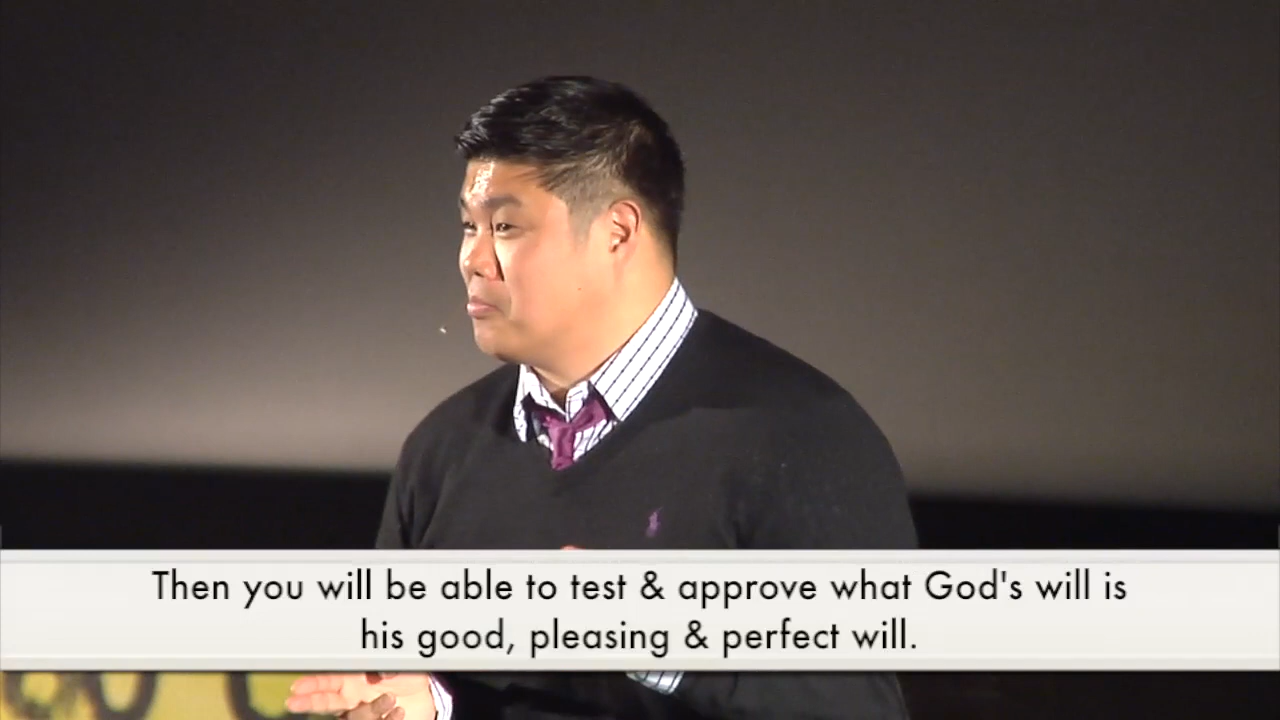 Then you will be able to test & approve what God's will is
his good, pleasing & perfect will.